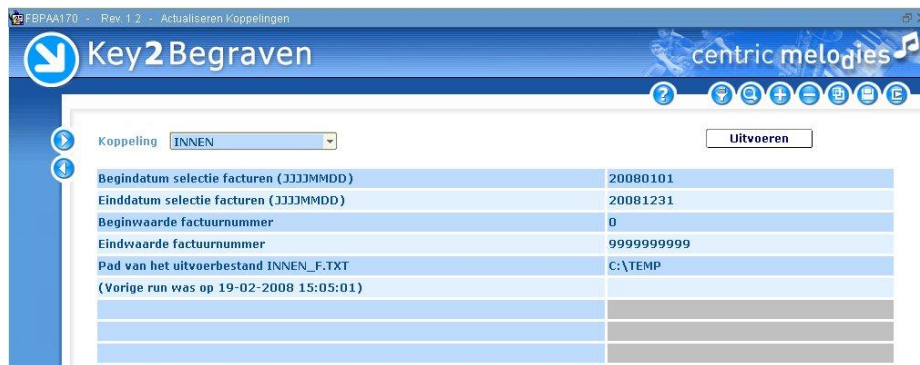 FBPAA170 - Rev. 1.2 - Actualiseren Koppelingen
Key2Begraven
centric melodies
?
Koppeling INNEN
Uitvoeren
Begindatum selectie facturen (JJJJMMDD) 20080101
Einddatum selectie facturen (JJJJMMDD) 20081231
Beginwaarde factuurnummer 0
Eindwaarde factuurnummer 9999999999
Pad van het uitvoerbestand INNEN_F.TXT C:\TEMP
(Vorige run was op 19-02-2008 15:05:01)